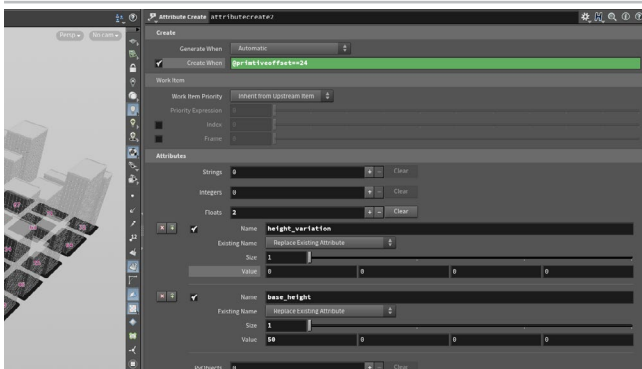 Attribute Create attributecreate2
Persp No cam
Create
Generate When Automatic
Create When @primtiveoffset==24
Work Item
Work Item Priority Inherit from Upstream Item
Priority Expression 0
Index 0
Frame 0
Attributes
Strings 0 + - Clear
Integers 0 + - Clear
Floats 2 + - Clear
Name height_variation
Existing Name Replace Existing Attribute
Size 1
Value 0 0 0 0
Name base_height
Existing Name Replace Existing Attribute
Size 1
Value 50 0 0 0
PyObjects 0 + - Clear